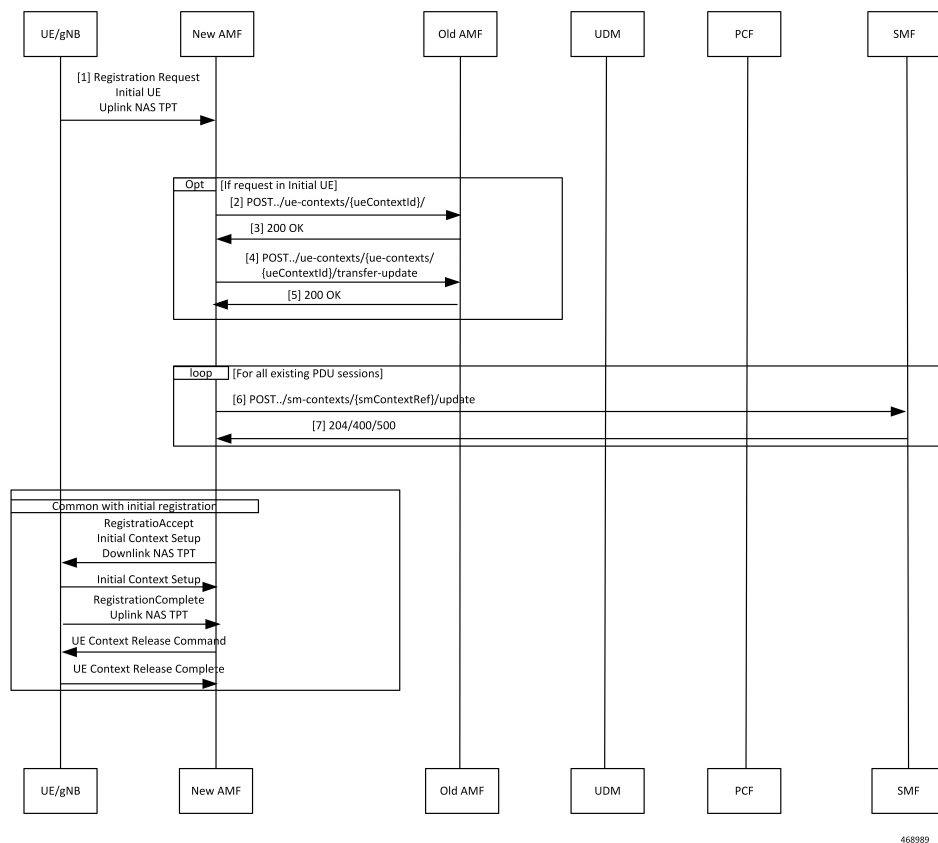 UE/gNB
New AMF
Old AMF
UDM
PCF
SMF
[1] Registration Request
Initial UE
Uplink NAS TPT
Opt
[If request in Initial UE]
[2] POST../ue-contexts/{ueContextId}/
[3] 200 OK
[4] POST../ue-contexts/{ue-contexts/
{ueContextId}/transfer-update
[5] 200 OK
loop
[For all existing PDU sessions]
[6] POST../sm-contexts/{smContextRef}/update
[7] 204/400/500
Common with initial registration
RegistratioAccept
Initial Context Setup
Downlink NAS TPT
Initial Context Setup
RegistrationComplete
Uplink NAS TPT
UE Context Release Command
UE Context Release Complete
UE/gNB
New AMF
Old AMF
UDM
PCF
SMF
468989